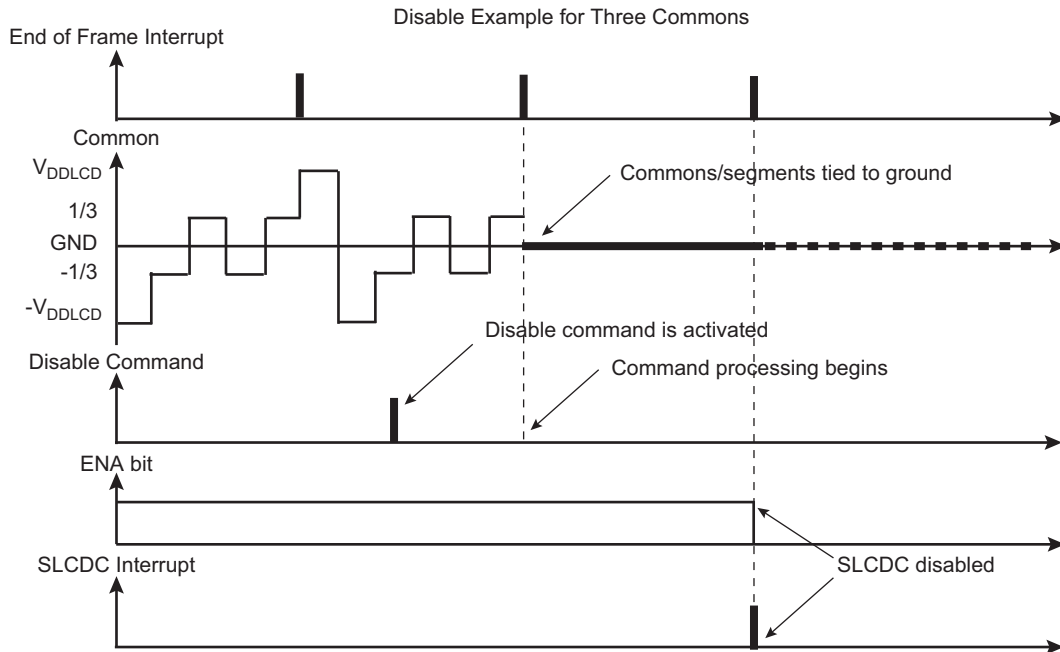 Disable Example for Three Commons
End of Frame Interrupt
Common
VDDLCD
1/3
GND
-1/3
-VDDLCD
Commons/segments tied to ground
Disable command is activated
Disable Command
Command processing begins
ENA bit
SLCDC Interrupt
SLCDC disabled